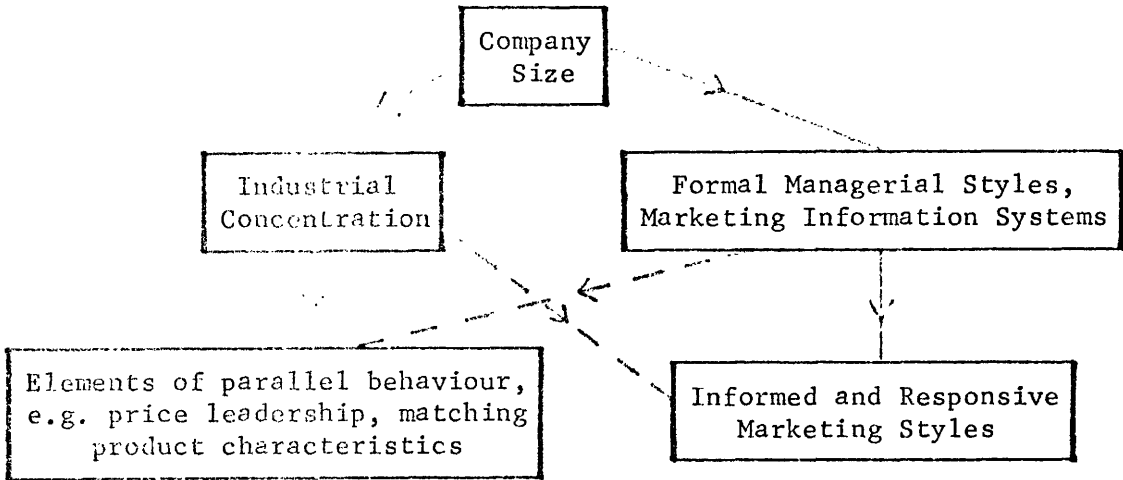 Company
Size
Industrial
Concentration
Formal Managerial Styles,
Marketing Information Systems
Elements of parallel behaviour,
e.g. price leadership, matching
product characteristics
Informed and Responsive
Marketing Styles